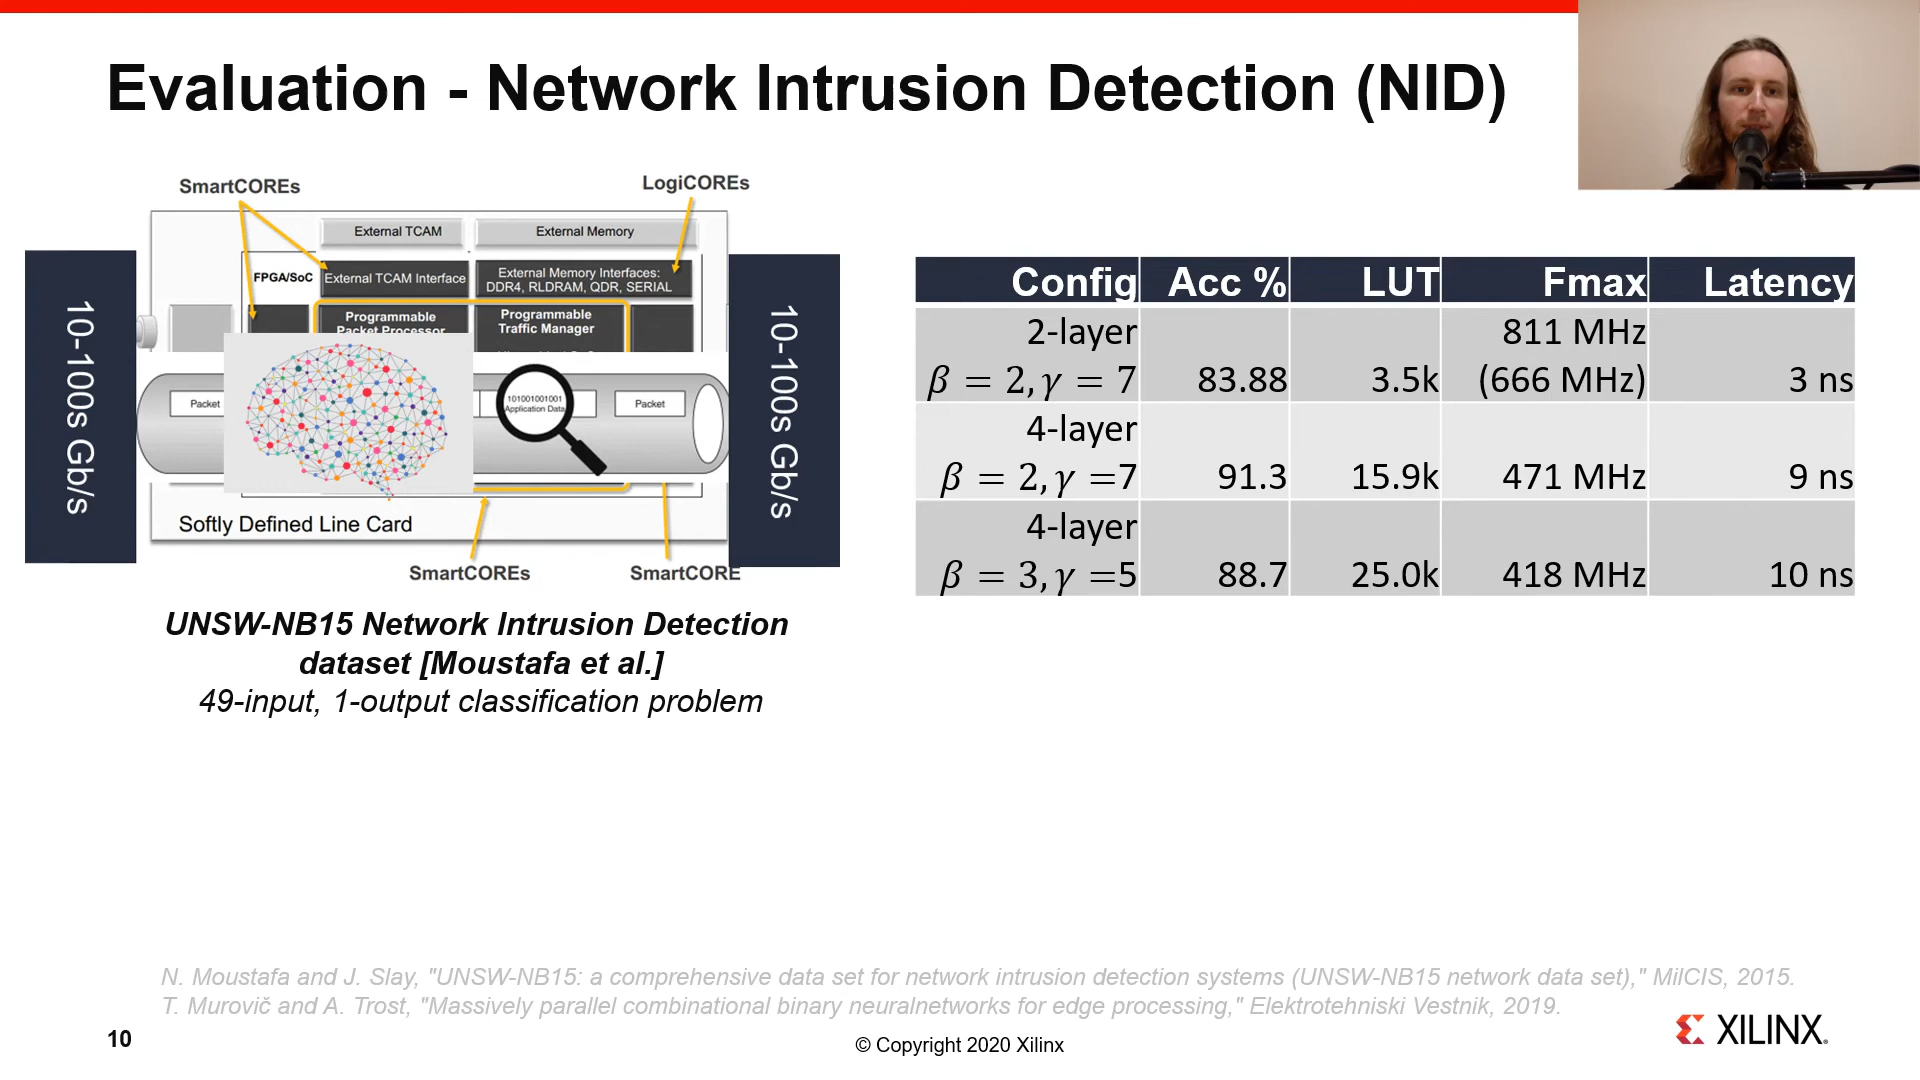 Evaluation - Network Intrusion Detection (NID)
SmartCOREs
LogiCOREs
External TCAM
External Memory
FPGA/SoC
External TCAM Interface
External Memory Interfaces:
DDR4, RLDRAM, QDR, SERIAL
Programmable
Packet Processor
Programmable
Traffic Manager
10-100s Gb/s
10-100s Gb/s
Packet
101001001001
Application Data
Packet
Softly Defined Line Card
SmartCOREs
SmartCORE
UNSW-NB15 Network Intrusion Detection
dataset [Moustafa et al.]
49-input, 1-output classification problem
Config Acc % LUT Fmax Latency
2-layer 811 MHz
β = 2, γ = 7 83.88 3.5k (666 MHz) 3 ns
4-layer
β = 2, γ =7 91.3 15.9k 471 MHz 9 ns
4-layer
β = 3, γ =5 88.7 25.0k 418 MHz 10 ns
N. Moustafa and J. Slay, "UNSW-NB15: a comprehensive data set for network intrusion detection systems (UNSW-NB15 network data set)," MilCIS, 2015.
T. Murovič and A. Trost, "Massively parallel combinational binary neuralnetworks for edge processing," Elektrotehniski Vestnik, 2019.
10
© Copyright 2020 Xilinx
XILINX